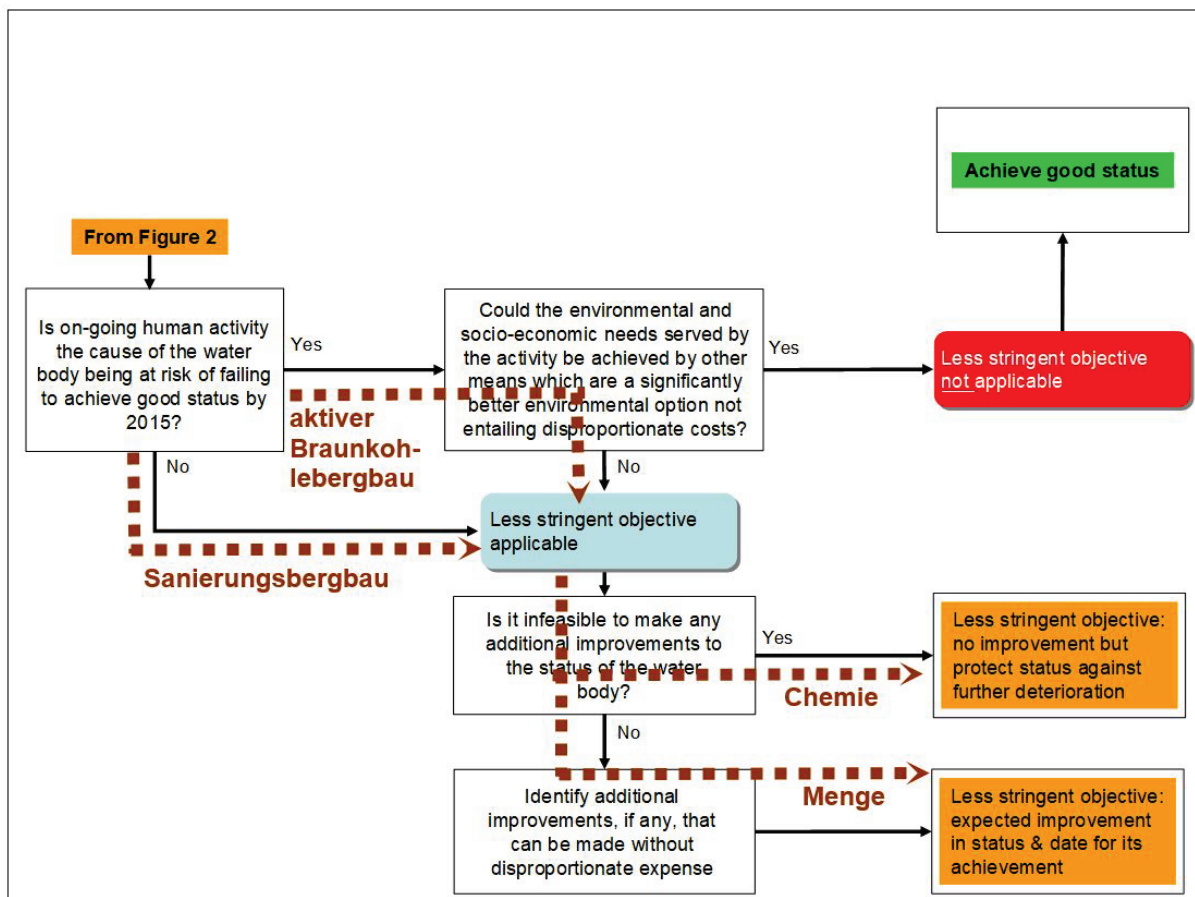 Achieve good status
From Figure 2
Is on-going human activity
the cause of the water
body being at risk of failing
to achieve good status by
2015?
Yes
Could the environmental and
socio-economic needs served by
the activity be achieved by other
means which are a significantly
better environmental option not
entailing disproportionate costs?
Yes
Less stringent objective
not applicable
aktiver
Braunkoh-
lebergbau
No
No
Less stringent objective
applicable
Sanierungsbergbau
Is it infeasible to make any
additional improvements to
the status of the water
body?
Yes
Less stringent objective:
no improvement but
protect status against
further deterioration
Chemie
No
Menge
Identify additional
improvements, if any, that
can be made without
disproportionate expense
Less stringent objective:
expected improvement
in status & date for its
achievement